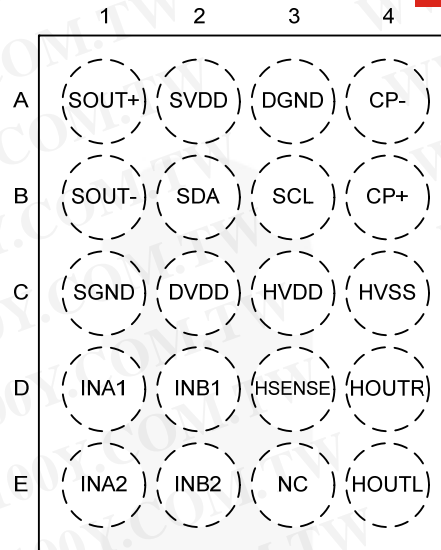 1 2 3 4
A SOUT+ SVDD DGND CP-
B SOUT- SDA SCL CP+
C SGND DVDD HVDD HVSS
D INA1 INB1 HSENSE HOUTR
E INA2 INB2 NC HOUTL